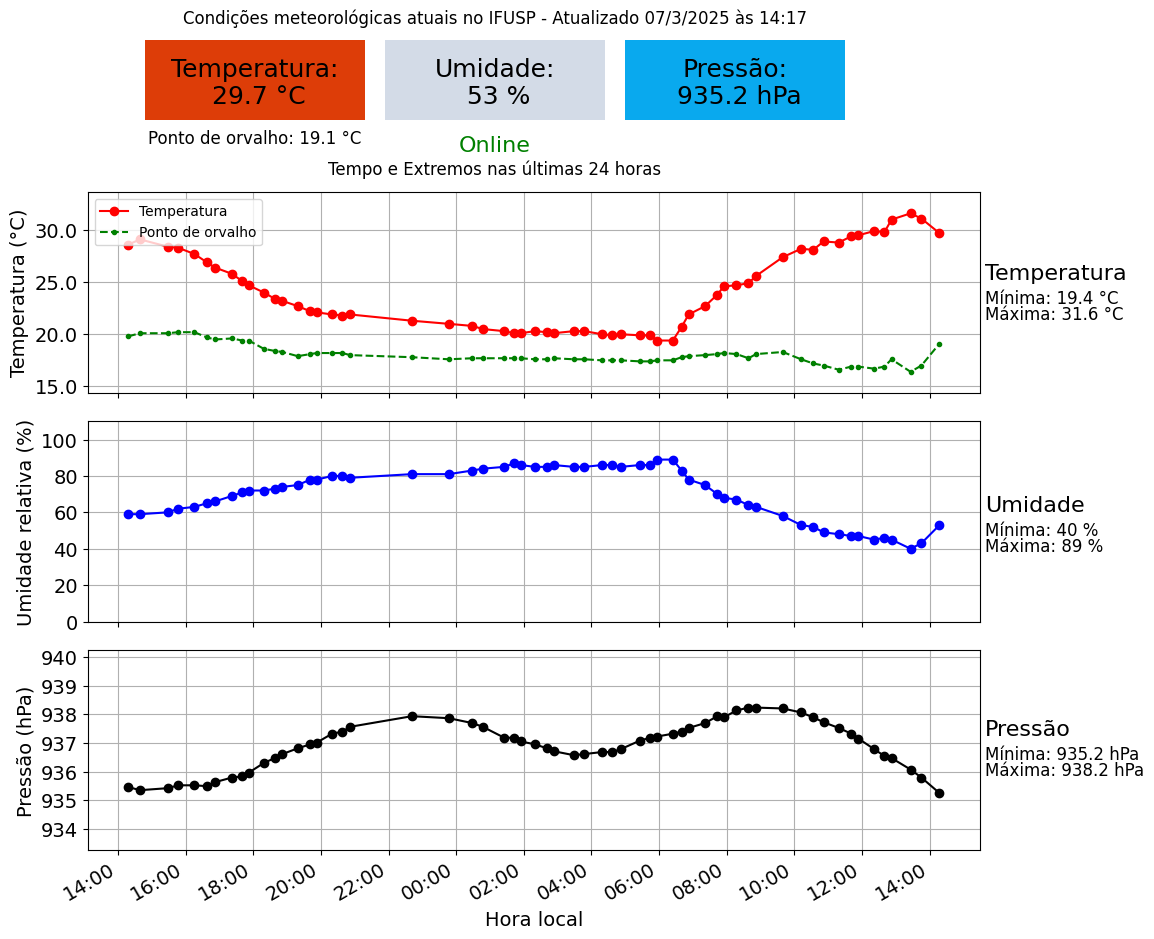 Condições meteorológicas atuais no IFUSP - Atualizado 07/3/2025 às 14:17
Temperatura:
29.7 °C
Umidade:
53 %
Pressão:
935.2 hPa
Ponto de orvalho: 19.1 °C
Online
Tempo e Extremos nas últimas 24 horas
Temperatura (°C)
30.0
25.0
20.0
15.0
Temperatura
Ponto de orvalho
Temperatura
Mínima: 19.4 °C
Máxima: 31.6 °C
Umidade relativa (%)
100
80
60
40
20
0
Umidade
Mínima: 40 %
Máxima: 89 %
Pressão (hPa)
940
939
938
937
936
935
934
Pressão
Mínima: 935.2 hPa
Máxima: 938.2 hPa
14:00 16:00 18:00 20:00 22:00 00:00 02:00 04:00 06:00 08:00 10:00 12:00 14:00
Hora local